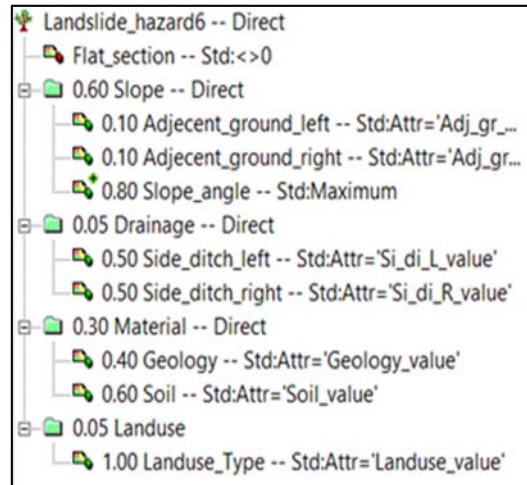 Landslide_hazard6 -- Direct
Flat_section -- Std:<>0
0.60 Slope -- Direct
0.10 Adjecent_ground_left -- Std:Attr='Adj_gr_...
0.10 Adjecent_ground_right -- Std:Attr='Adj_gr...
0.80 Slope_angle -- Std:Maximum
0.05 Drainage -- Direct
0.50 Side_ditch_left -- Std:Attr='Si_di_L_value'
0.50 Side_ditch_right -- Std:Attr='Si_di_R_value'
0.30 Material -- Direct
0.40 Geology -- Std:Attr='Geology_value'
0.60 Soil -- Std:Attr='Soil_value'
0.05 Landuse
1.00 Landuse_Type -- Std:Attr='Landuse_value'